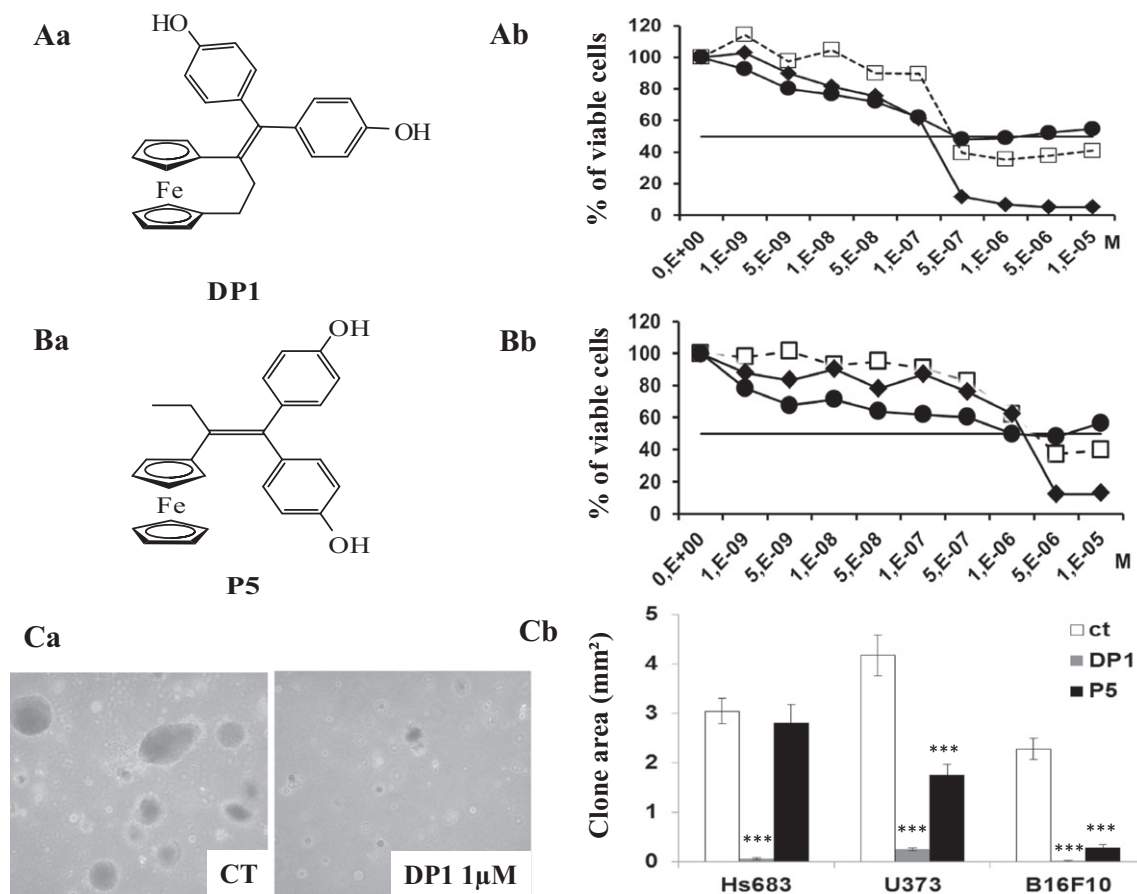 Aa
HO
OH
Fe
DP1
Ab
% of viable cells
120
100
80
60
40
20
0
0,E+00
1,E-09
5,E-09
1,E-08
5,E-08
1,E-07
5,E-07
1,E-06
5,E-06
1,E-05
M
Ba
OH
Fe
OH
P5
Bb
% of viable cells
120
100
80
60
40
20
0
0,E+00
1,E-09
5,E-09
1,E-08
5,E-08
1,E-07
5,E-07
1,E-06
5,E-06
1,E-05
M
Ca
CT
DP1 1µM
Cb
Clone area (mm²)
5
4
3
2
1
0
ct
DP1
P5
***
***
***
***
***
Hs683
U373
B16F10